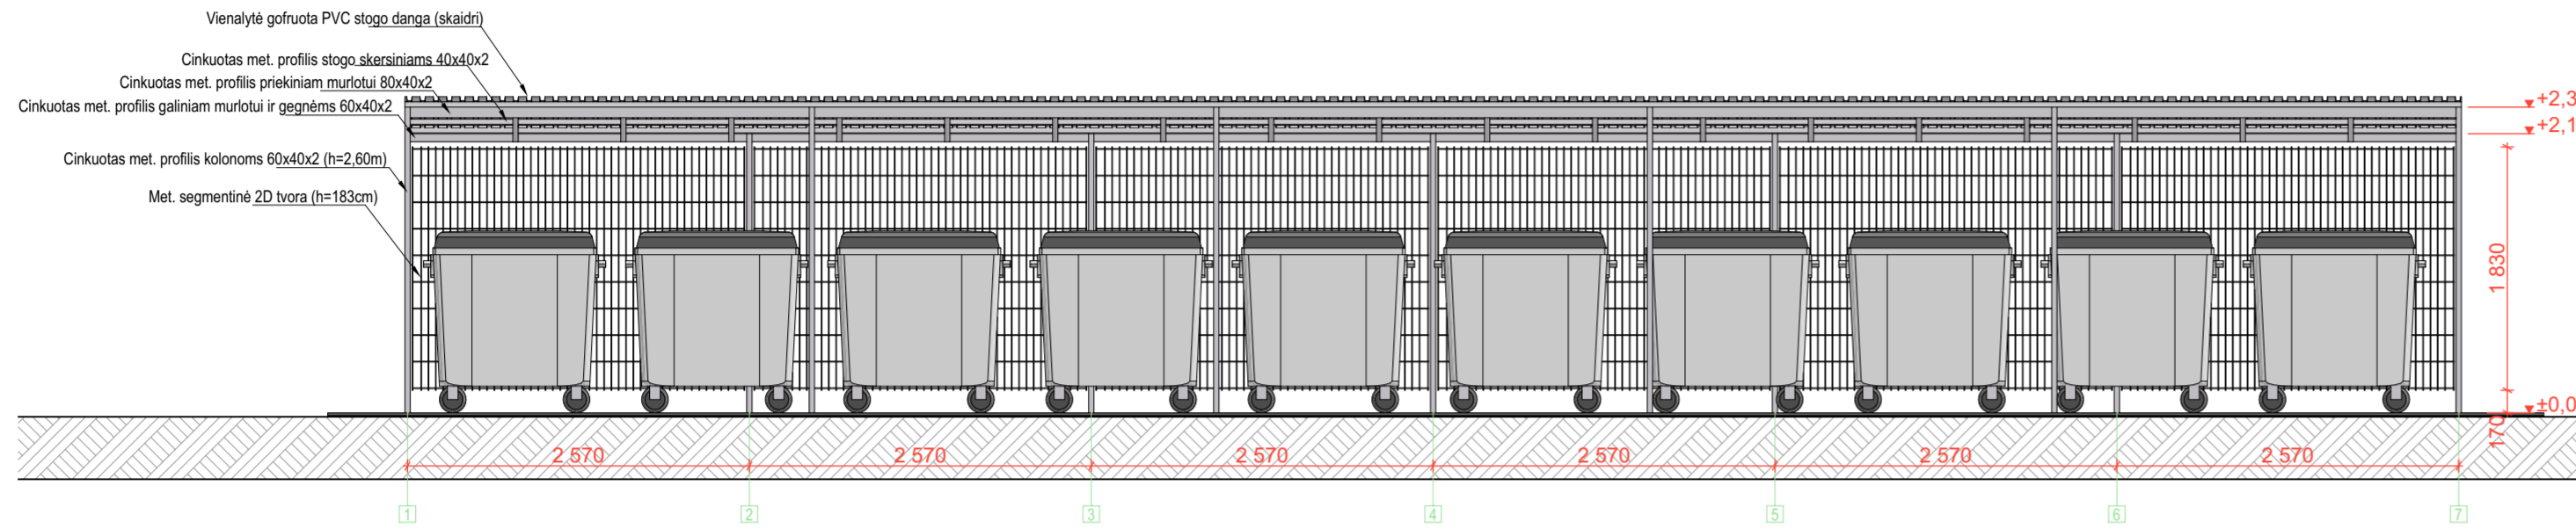 Vienalytė gofruota PVC stogo danga (skaidri)
Cinkuotas met. profilis stogo skersiniams 40x40x2
Cinkuotas met. profilis priekiniam murlotui 80x40x2
Cinkuotas met. profilis galiniam murlotui ir gegnėms 60x40x2
+2,3
+2,1
Cinkuotas met. profilis kolonoms 60x40x2 (h=2,60m)
Met. segmentinė 2D tvora (h=183cm)
1 830
±0,0
170
2 570 2 570 2 570 2 570 2 570 2 570
1 2 3 4 5 6 7